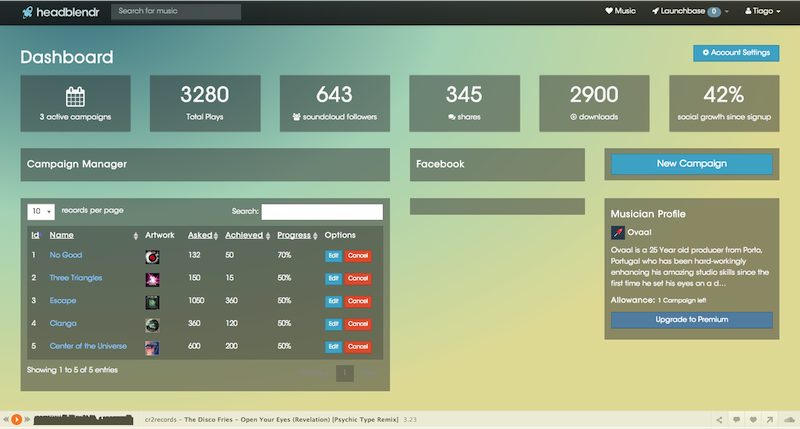 headblendr
Search for music
Music
Launchbase 0
Tiago
Dashboard
Account Settings
3 active campaigns
3280
Total Plays
643
soundcloud followers
345
shares
2900
downloads
42%
social growth since signup
Campaign Manager
Facebook
New Campaign
10 records per page
Search:
Id Name Artwork Asked Achieved Progress Options
1 No Good 132 50 70% Edit Cancel
2 Three Triangles 150 15 50% Edit Cancel
3 Escape 1050 360 50% Edit Cancel
4 Clanga 360 120 50% Edit Cancel
5 Center of the Universe 600 200 50% Edit Cancel
Showing 1 to 5 of 5 entries
1
Musician Profile
Ovaal
Ovaal is a 25 Year old producer from Porto,
Portugal who has been hard-workingly
enhancing his amazing studio skills since the
first time he set his eyes on a d...
Allowance: 1 Campaign left
Upgrade to Premium
cr2records – The Disco Fries – Open Your Eyes (Revelation) [Psychic Type Remix] 3.23